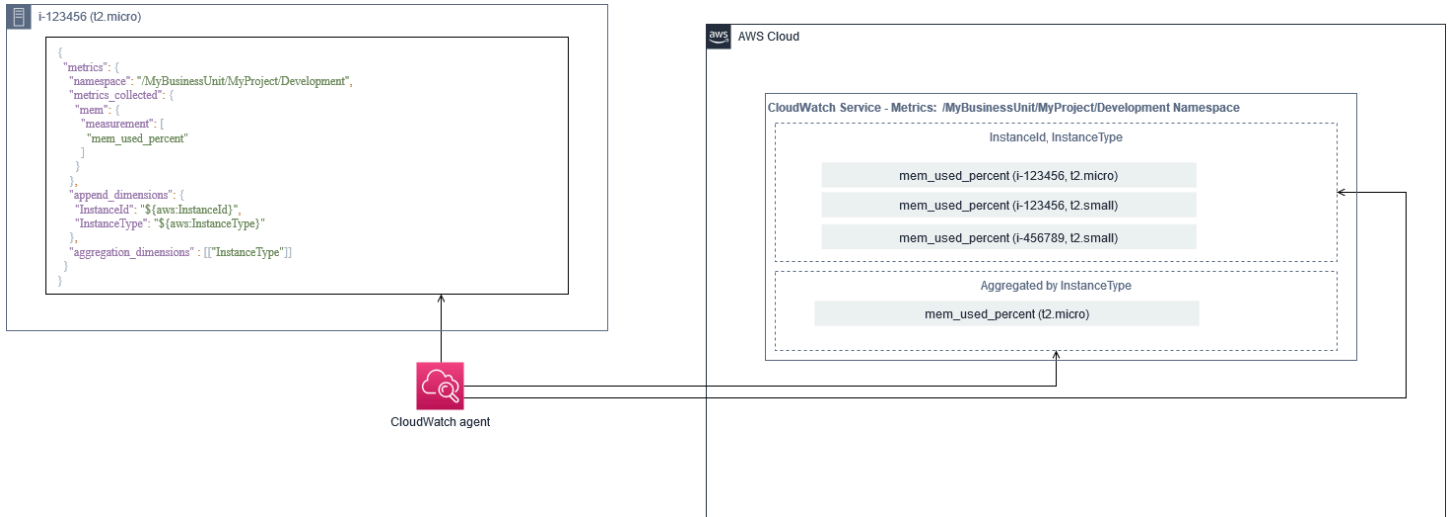 i-123456 (t2.micro)
{
"metrics": {
"namespace": "/MyBusinessUnit/MyProject/Development",
"metrics_collected": {
"mem": {
"measurement": [
"mem_used_percent"
]
}
},
"append_dimensions": {
"InstanceId": "${aws:InstanceId}",
"InstanceType": "${aws:InstanceType}"
},
"aggregation_dimensions" : [["InstanceType"]]
}
}
CloudWatch agent
aws
AWS Cloud
CloudWatch Service - Metrics: /MyBusinessUnit/MyProject/Development Namespace
InstanceId, InstanceType
mem_used_percent (i-123456, t2.micro)
mem_used_percent (i-123456, t2.small)
mem_used_percent (i-456789, t2.small)
Aggregated by InstanceType
mem_used_percent (t2.micro)